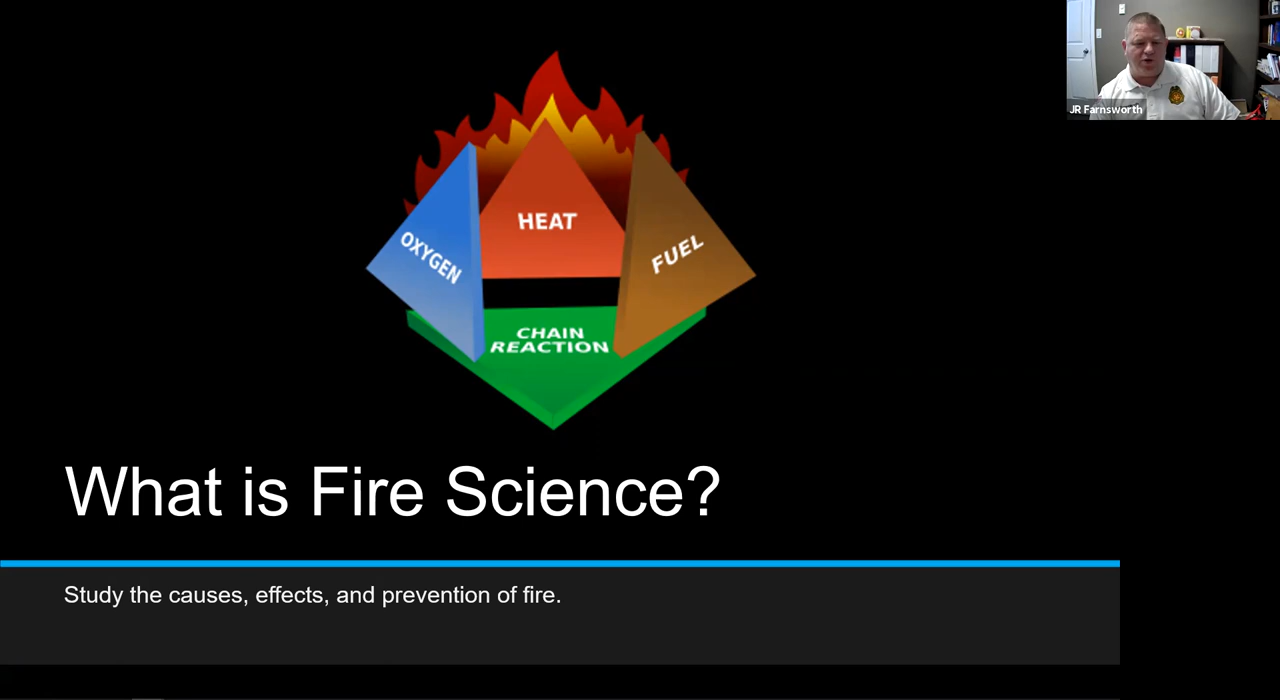 JR Farnsworth
HEAT
OXYGEN
FUEL
CHAIN
REACTION
What is Fire Science?
Study the causes, effects, and prevention of fire.